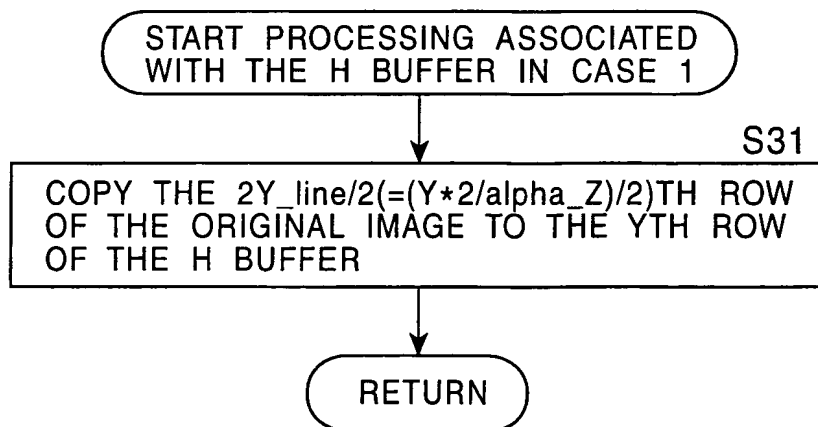 START PROCESSING ASSOCIATED
WITH THE H BUFFER IN CASE 1
S31
COPY THE 2Y_line/2(=(Y*2/alpha_Z)/2)TH ROW
OF THE ORIGINAL IMAGE TO THE YTH ROW
OF THE H BUFFER
RETURN